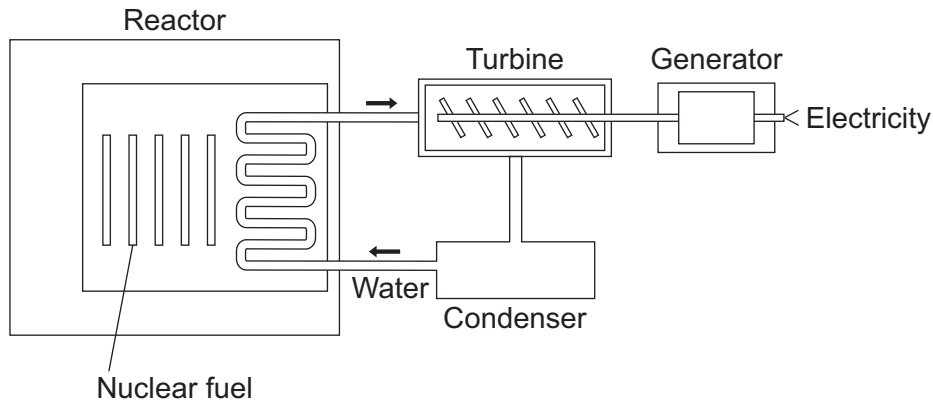 Reactor
Turbine
Generator
Electricity
Water
Condenser
Nuclear fuel